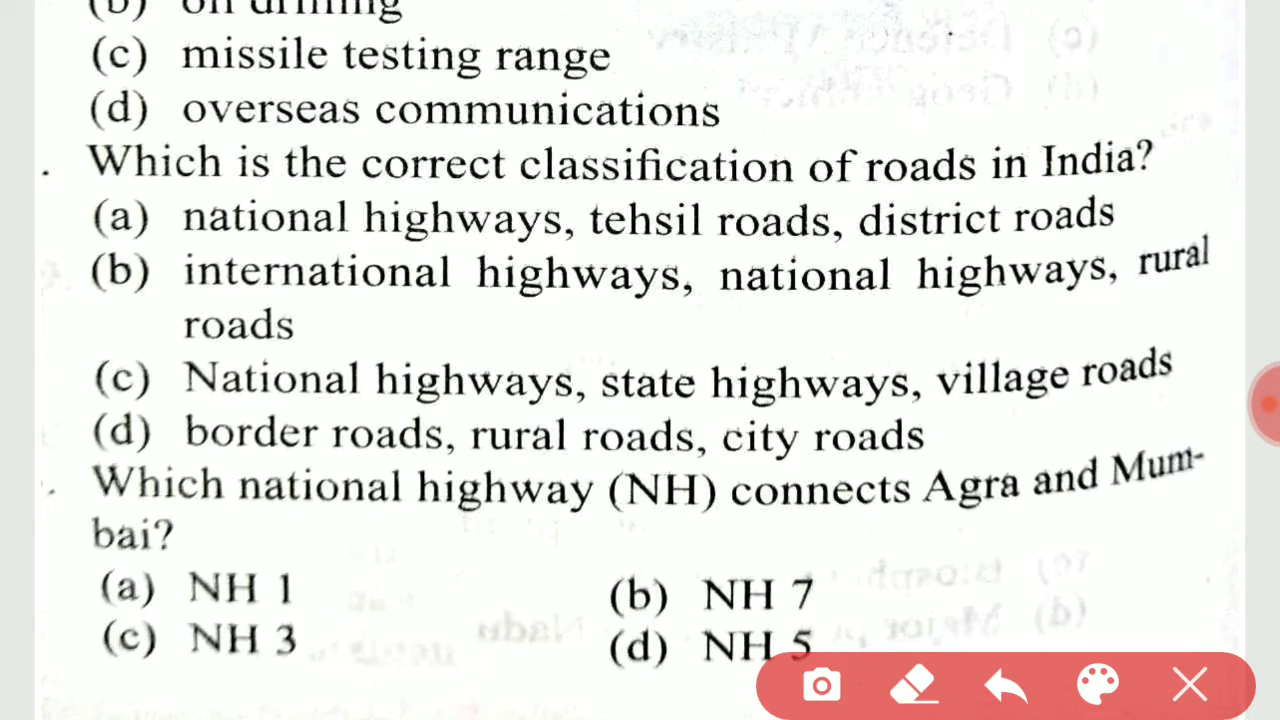 (b) oil drilling
(c) missile testing range
(d) overseas communications
. Which is the correct classification of roads in India?
(a) national highways, tehsil roads, district roads
(b) international highways, national highways, rural
roads
(c) National highways, state highways, village roads
(d) border roads, rural roads, city roads
. Which national highway (NH) connects Agra and Mum-
bai?
(a) NH 1 (b) NH 7
(c) NH 3 (d) NH 5